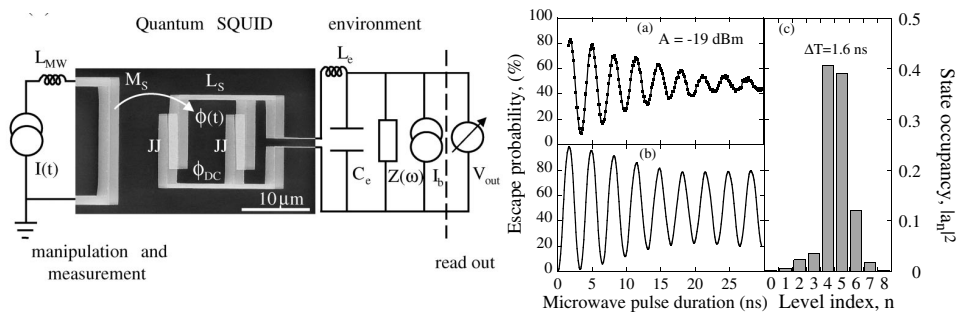 Quantum SQUID
environment
L_MW
M_S
L_S
L_e
ϕ(t)
JJ
JJ
I(t)
ϕ_DC
C_e
Z(ω)
I_b
V_out
10 μm
manipulation and
measurement
read out
(a)
A = -19 dBm
100
80
60
40
20
0
(b)
80
60
40
20
0
Escape probability, (%)
0
5
10
15
20
25
Microwave pulse duration (ns)
(c)
ΔT=1.6 ns
0.5
0.4
0.3
0.2
0.1
0
State occupancy, |a_n|²
0 1 2 3 4 5 6 7 8
Level index, n